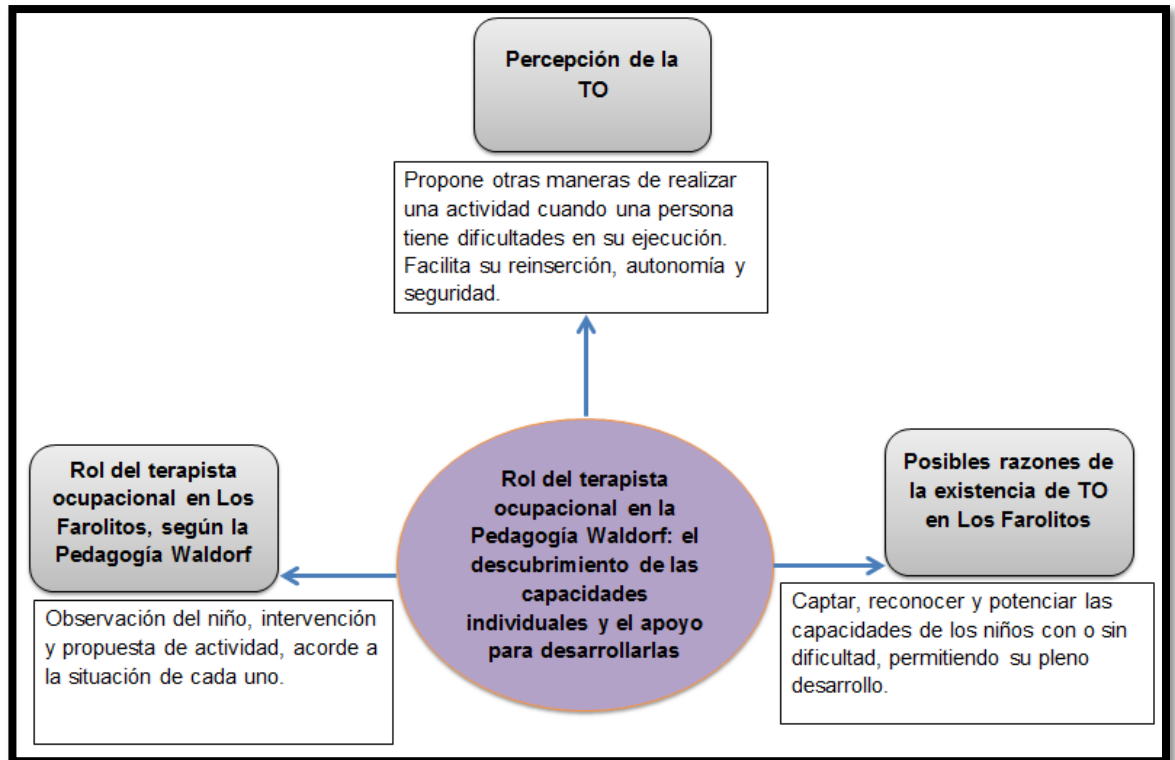 Percepción de la
TO
Propone otras maneras de realizar
una actividad cuando una persona
tiene dificultades en su ejecución.
Facilita su reinserción, autonomía y
seguridad.
Rol del terapista
ocupacional en Los
Farolitos, según la
Pedagogía Waldorf
Observación del niño, intervención
y propuesta de actividad, acorde a
la situación de cada uno.
Rol del terapista
ocupacional en la
Pedagogía Waldorf: el
descubrimiento de las
capacidades
individuales y el apoyo
para desarrollarlas
Posibles razones de
la existencia de TO
en Los Farolitos
Captar, reconocer y potenciar las
capacidades de los niños con o sin
dificultad, permitiendo su pleno
desarrollo.